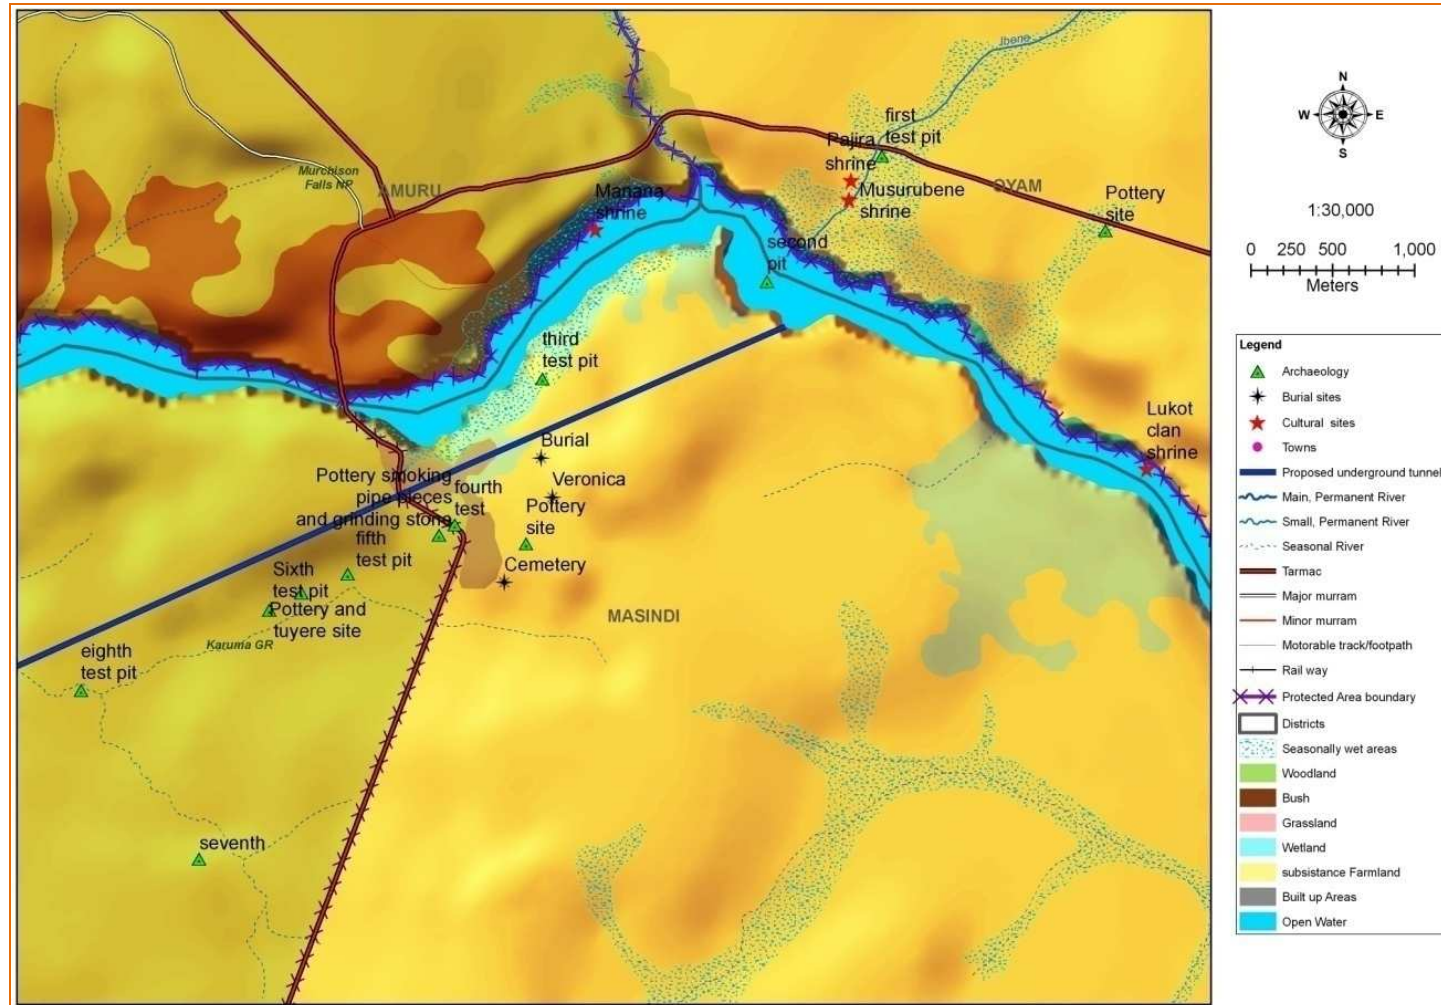 Ibene
first
test pit
Pajira
shrine
Musurubene
shrine
OYAM
Pottery
site
Murchison
Falls NP
AMURU
Manana
shrine
second
pit
third
test pit
Lukot
clan
shrine
Burial
Veronica
Pottery smoking
pipe pieces
and grinding stone
fourth
test
Pottery
site
fifth
test pit
Cemetery
Sixth
test pit
Pottery and
tuyere site
MASINDI
Karuma GR
eighth
test pit
seventh
N
W
E
S
1:30,000
0 250 500 1,000
Meters
Legend
Archaeology
Burial sites
Cultural sites
Towns
Proposed underground tunnel
Main, Permanent River
Small, Permanent River
Seasonal River
Tarmac
Major murram
Minor murram
Motorable track/footpath
Rail way
Protected Area boundary
Districts
Seasonally wet areas
Woodland
Bush
Grassland
Wetland
subsistance Farmland
Built up Areas
Open Water